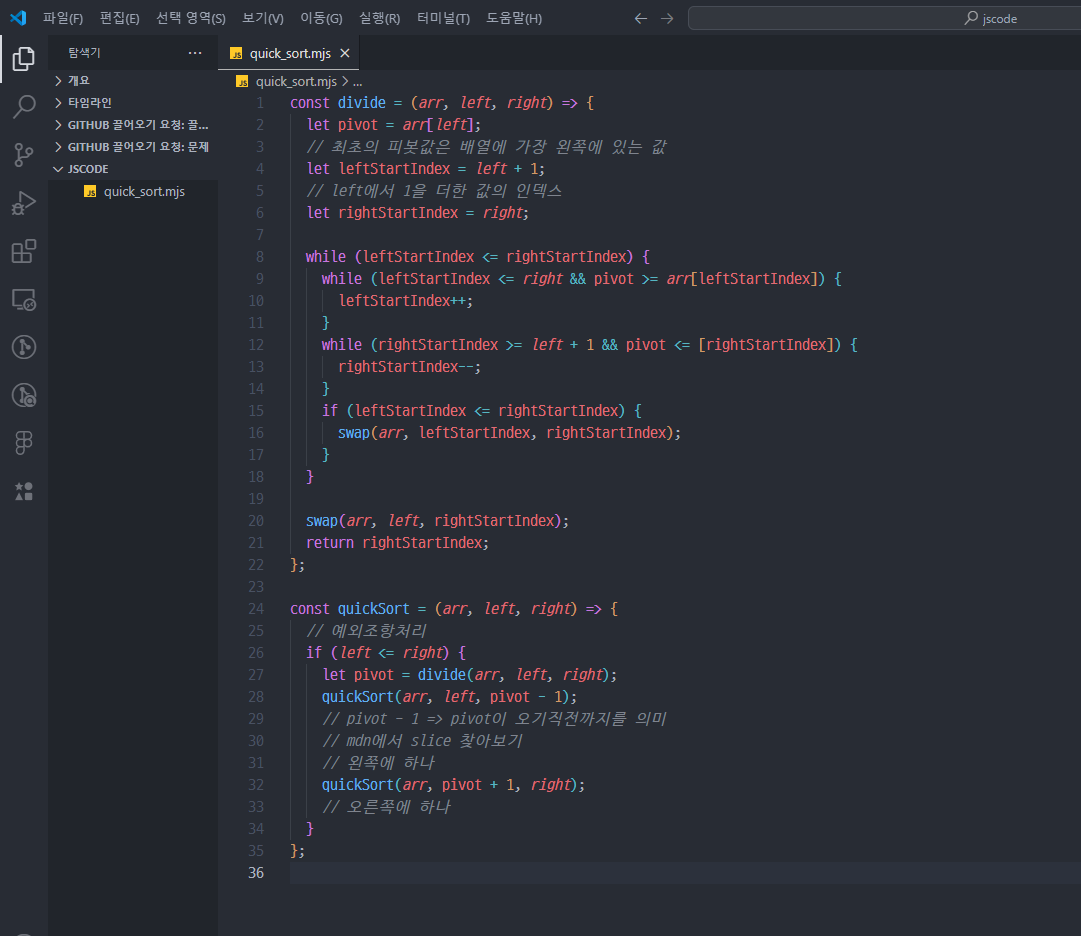 파일(F) 편집(E) 선택 영역(S) 보기(V) 이동(G) 실행(R) 터미널(T) 도움말(H) jscode
탐색기 ...
JS quick_sort.mjs
개요
타임라인
GITHUB 끌어오기 요청: 끌...
GITHUB 끌어오기 요청: 문제
JSCODE
JS quick_sort.mjs
JS quick_sort.mjs > ...
1 const divide = (arr, left, right) => {
2 let pivot = arr[left];
3 // 최초의 피봇값은 배열에 가장 왼쪽에 있는 값
4 let leftStartIndex = left + 1;
5 // left에서 1을 더한 값의 인덱스
6 let rightStartIndex = right;
7
8 while (leftStartIndex <= rightStartIndex) {
9 while (leftStartIndex <= right && pivot >= arr[leftStartIndex]) {
10 leftStartIndex++;
11 }
12 while (rightStartIndex >= left + 1 && pivot <= [rightStartIndex]) {
13 rightStartIndex--;
14 }
15 if (leftStartIndex <= rightStartIndex) {
16 swap(arr, leftStartIndex, rightStartIndex);
17 }
18 }
19
20 swap(arr, left, rightStartIndex);
21 return rightStartIndex;
22 };
23
24 const quickSort = (arr, left, right) => {
25 // 예외조항처리
26 if (left <= right) {
27 let pivot = divide(arr, left, right);
28 quickSort(arr, left, pivot - 1);
29 // pivot - 1 => pivot이 오기직전까지를 의미
30 // mdn에서 slice 찾아보기
31 // 왼쪽에 하나
32 quickSort(arr, pivot + 1, right);
33 // 오른쪽에 하나
34 }
35 };
36